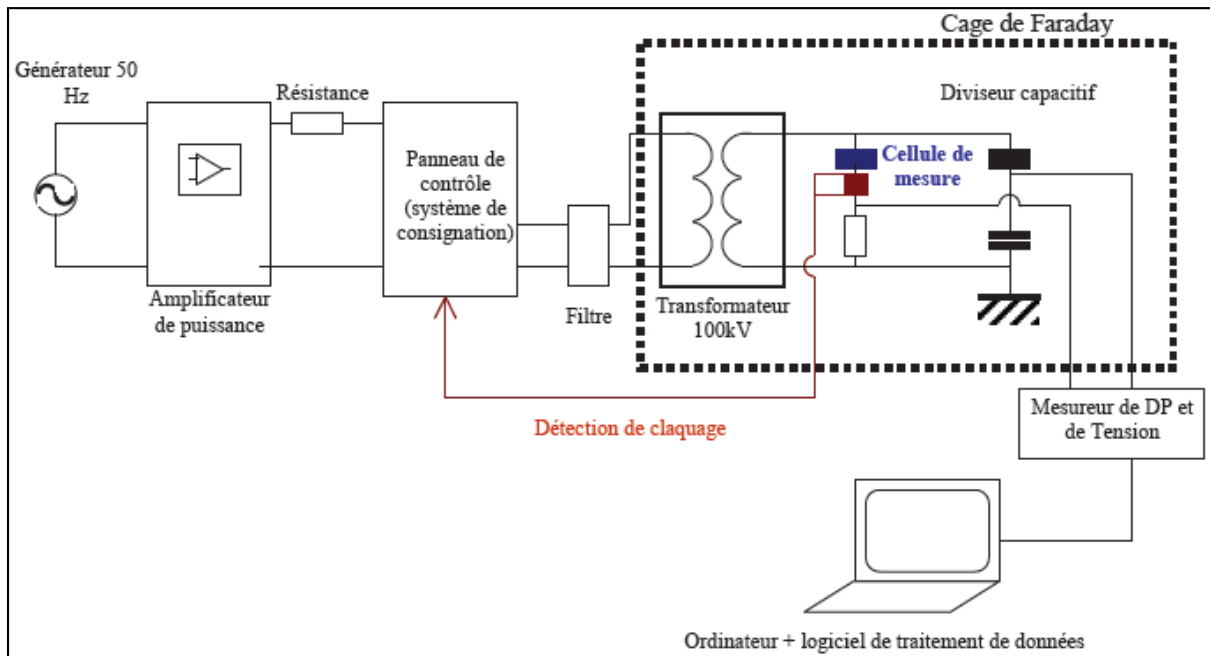 Cage de Faraday
Générateur 50
Hz
Résistance
Diviseur capacitif
Panneau de
contrôle
(système de
consignation)
Cellule de
mesure
Amplificateur
de puissance
Filtre
Transformateur
100kV
Détection de claquage
Mesureur de DP et
de Tension
Ordinateur + logiciel de traitement de données